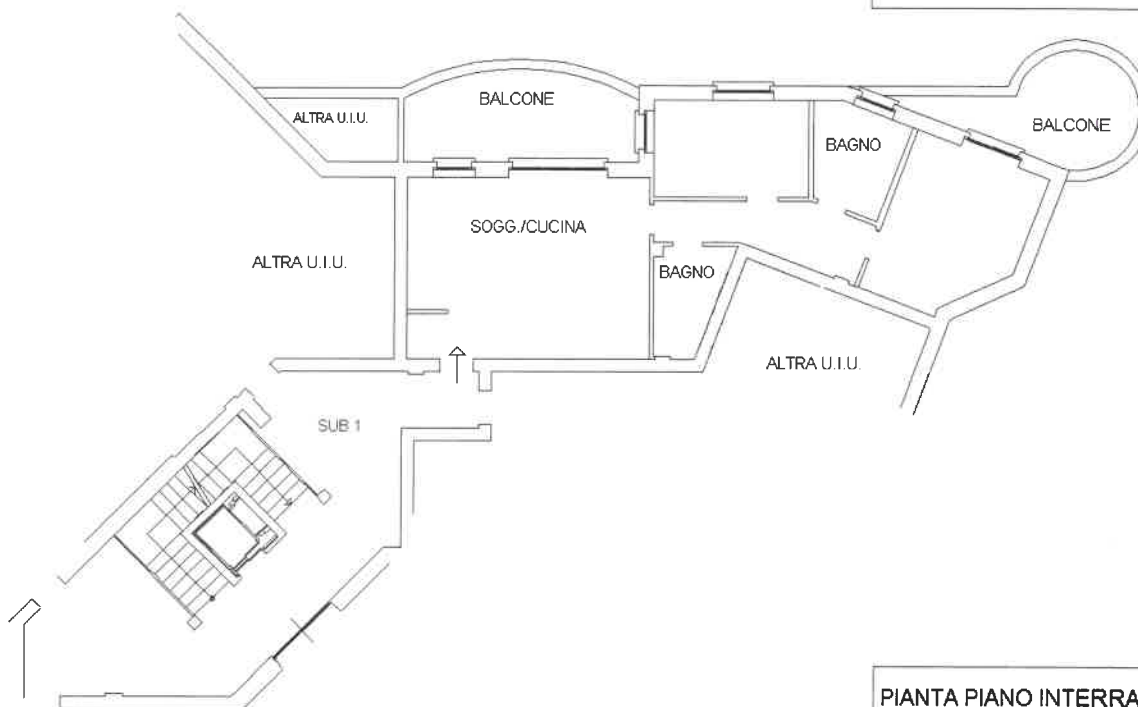 BALCONE
ALTRA U.I.U.
BALCONE
BAGNO
SOGG./CUCINA
ALTRA U.I.U.
BAGNO
ALTRA U.I.U.
SUB 1
PIANTA PIANO INTERRA